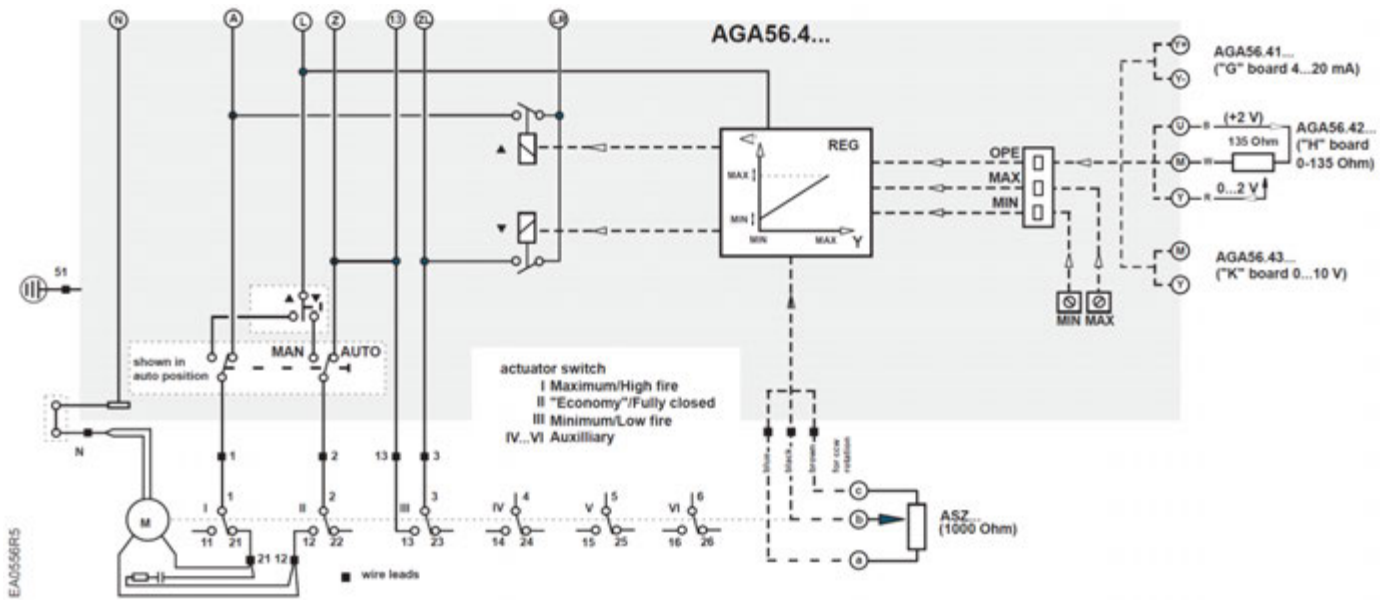 N A L Z 13 ZL LR
AGA56.4...
Y+
AGA56.41...
("G" board 4...20 mA)
Y-
REG
MAX
MIN
MIN MAX Y
OPE
MAX
MIN
U B (+2 V)
135 Ohm
M W
Y R 0...2 V
AGA56.42...
("H" board
0-135 Ohm)
M
AGA56.43...
("K" board 0...10 V)
Y
MIN MAX
51
MAN AUTO
shown in
auto position
actuator switch
I Maximum/High fire
II "Economy"/Fully closed
III Minimum/Low fire
IV...VI Auxilliary
N
1 2 13 3
blue
black
brown
for ccw
rotation
1 2 3 4 5 6
I II III IV V VI
M
11 21 12 22 13 23 14 24 15 25 16 26
21 12
c
b
a
ASZ...
(1000 Ohm)
wire leads
EA0556R5